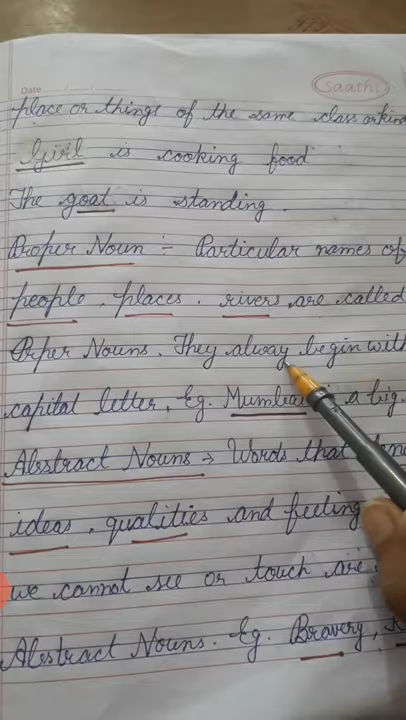 Date
Saathi
place or things of the same class or kind
Girl is cooking food
The goat is standing.
Proper Noun :- Particular names of
people, places, rivers are called
Prper Nouns. They alway begin with
capital letter, Eg. Mumbai is a big
Abstract Nouns → Words that
ideas, qualities and feeling
we cannot see or touch are
Abstract Nouns. Eg. Bravery,